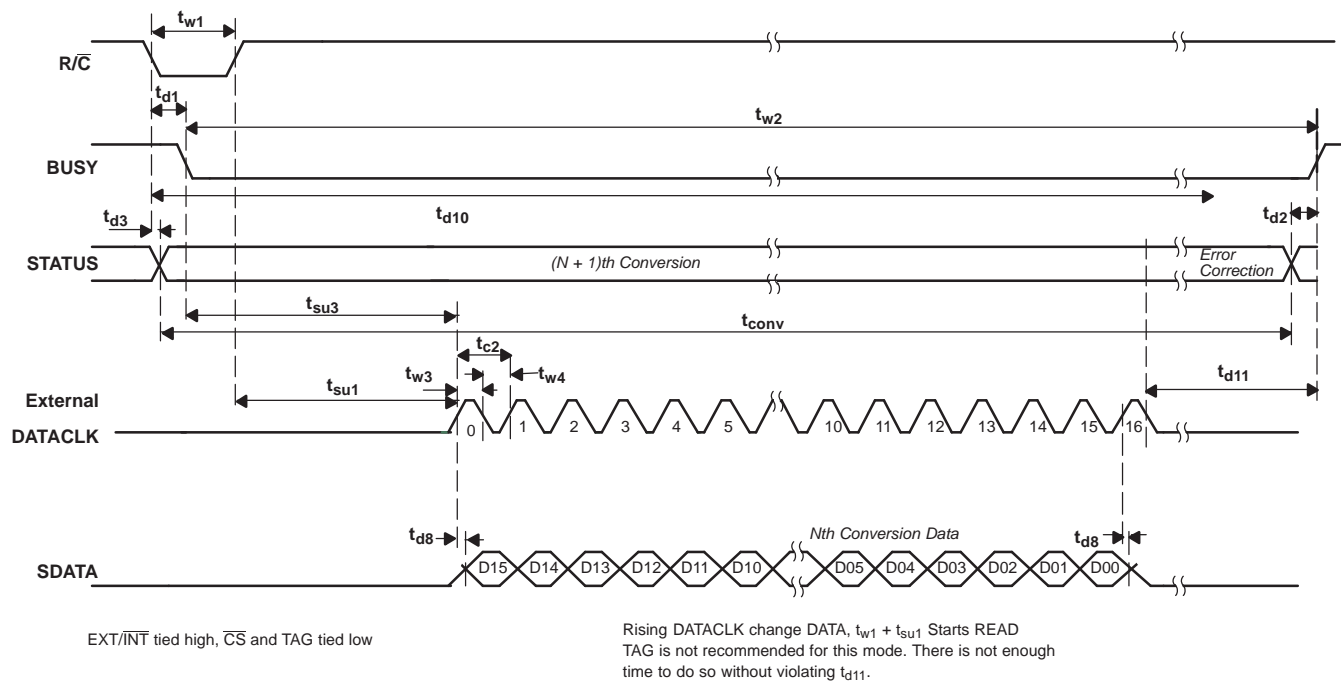 tw1
R/C
td1
tw2
BUSY
td10
td3
td2
STATUS
(N + 1)th Conversion
Error
Correction
tsu3
tconv
tc2
tw3
tw4
td11
tsu1
External
DATACLK
0 1 2 3 4 5 10 11 12 13 14 15 16
Nth Conversion Data
td8
td8
SDATA
D15 D14 D13 D12 D11 D10 D05 D04 D03 D02 D01 D00
EXT/INT tied high, CS and TAG tied low
Rising DATACLK change DATA, tw1 + tsu1 Starts READ
TAG is not recommended for this mode. There is not enough
time to do so without violating td11.